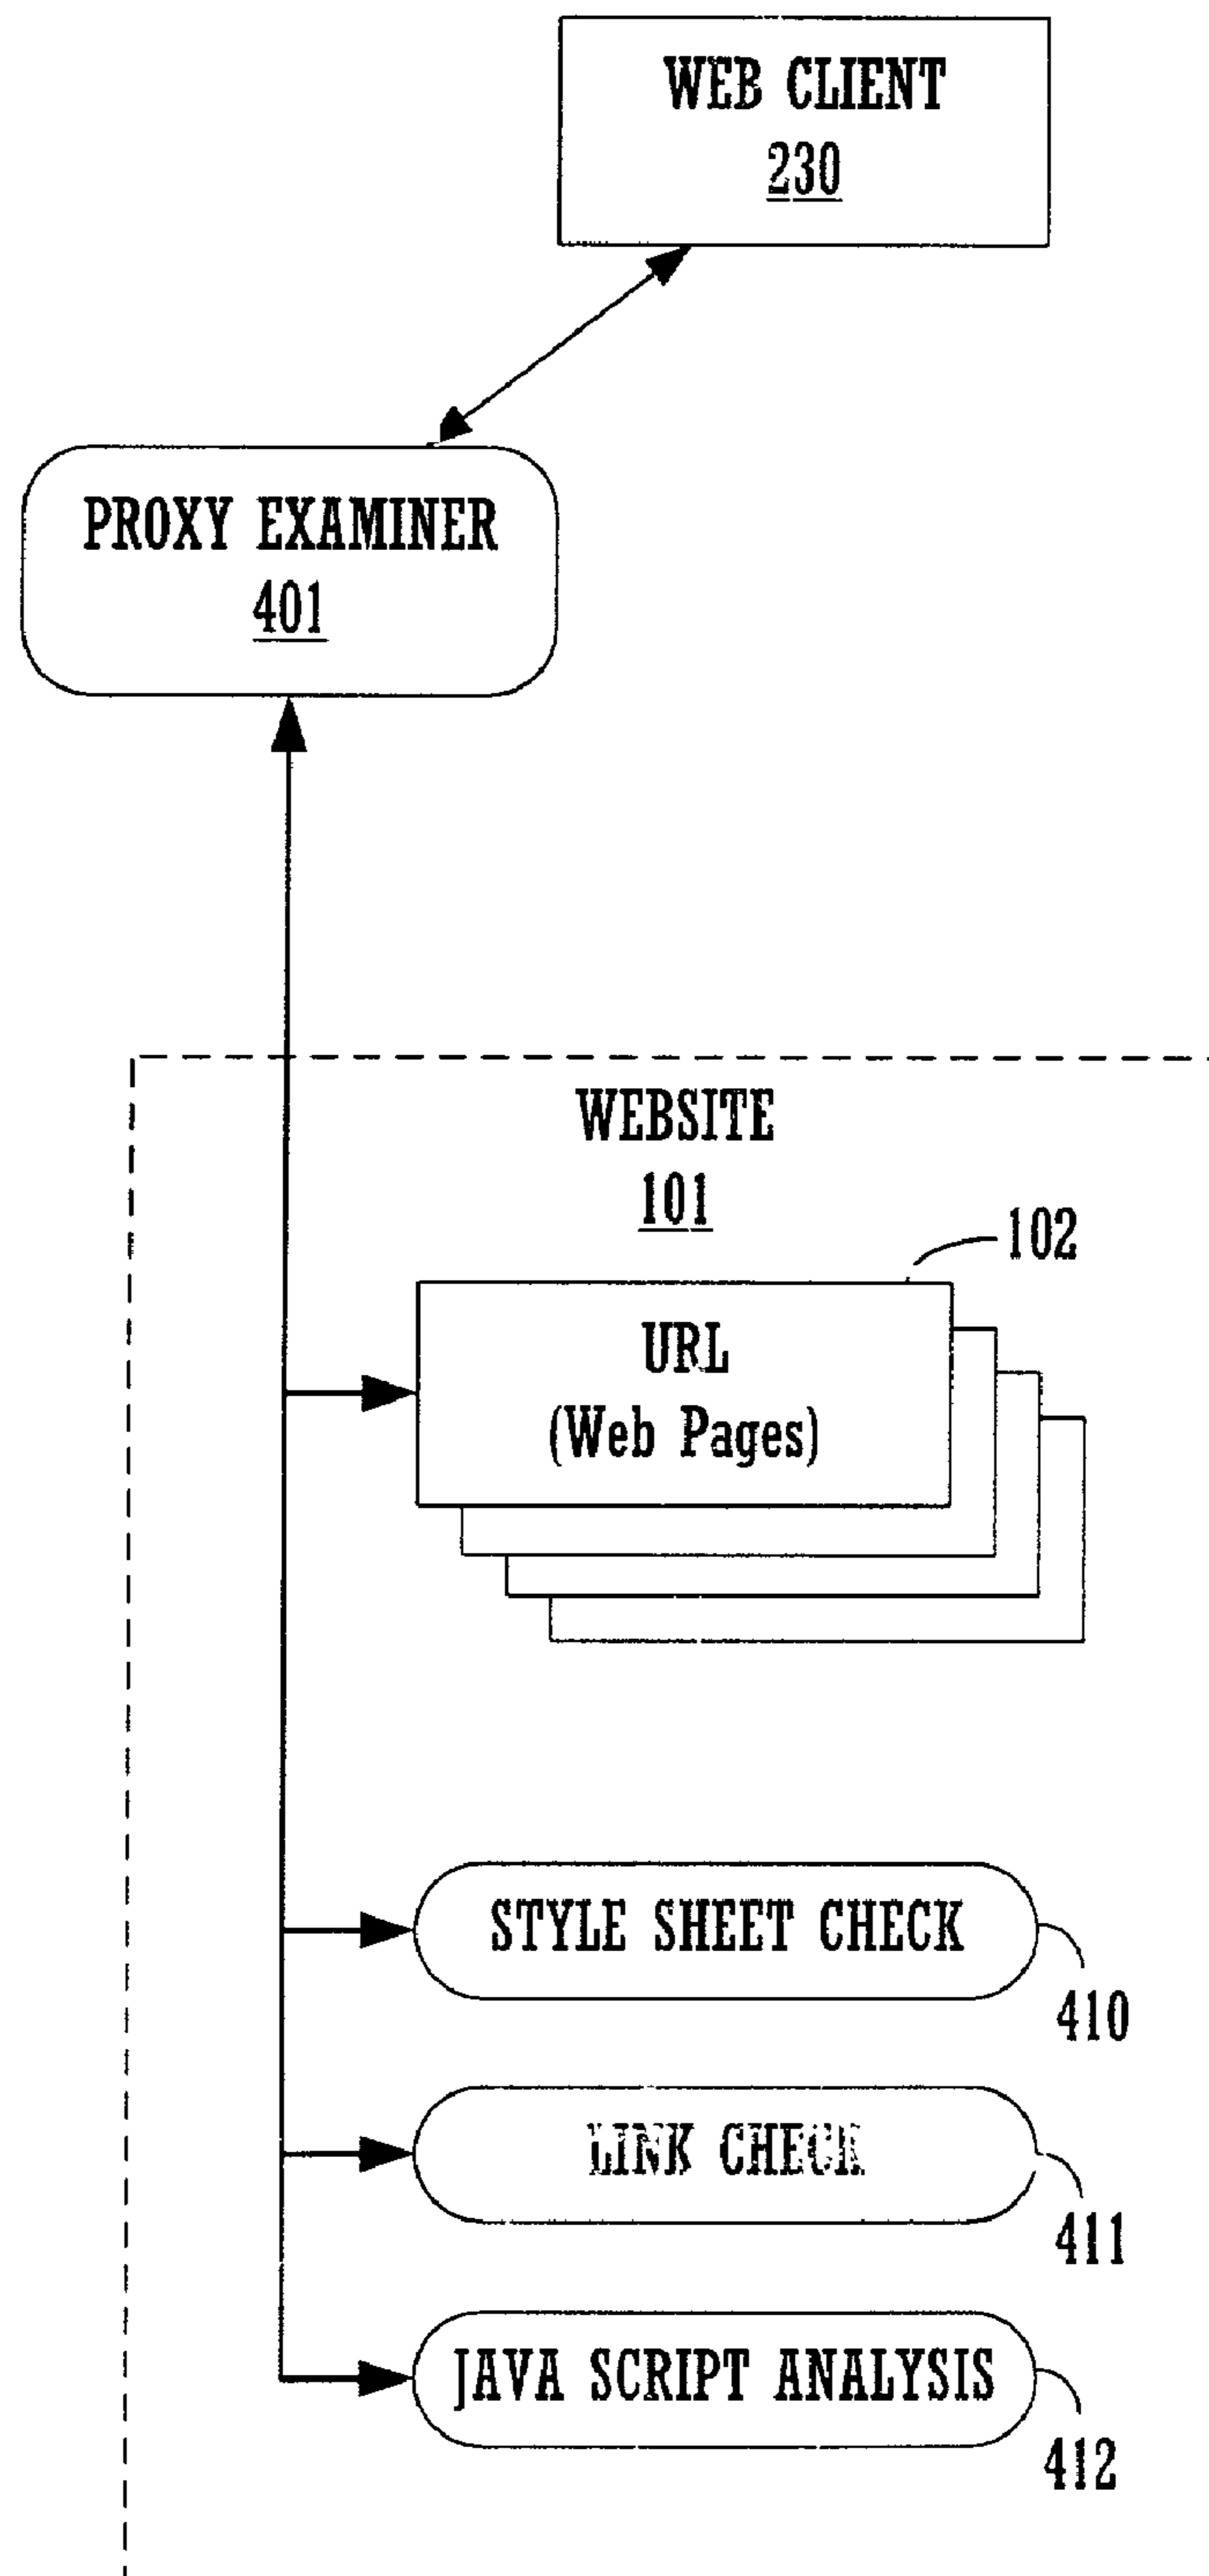 WEB CLIENT
230
PROXY EXAMINER
401
WEBSITE
101
102
URL
(Web Pages)
STYLE SHEET CHECK
410
LINK CHECK
411
JAVA SCRIPT ANALYSIS
412